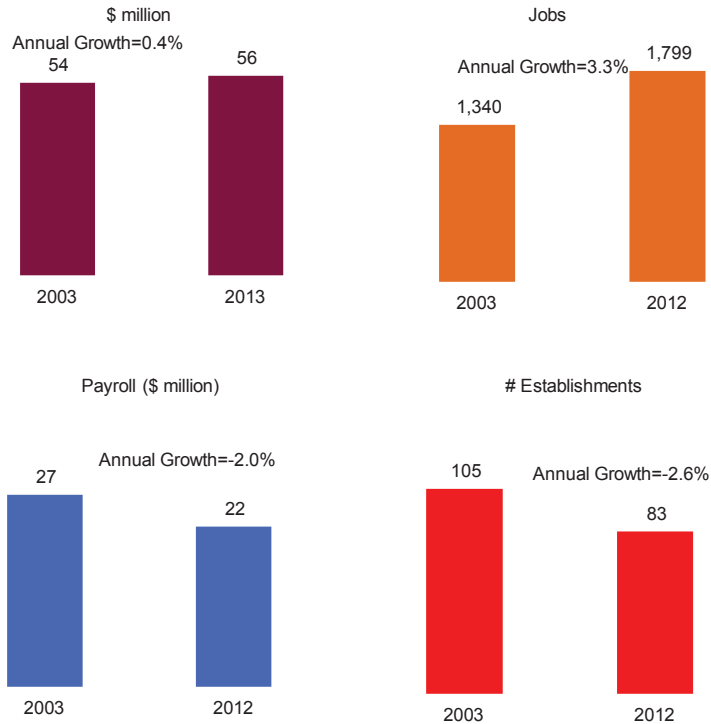 $ million
Annual Growth=0.4%
54
56
2003
2013
Jobs
Annual Growth=3.3%
1,340
1,799
2003
2012
Payroll ($ million)
Annual Growth=-2.0%
27
22
2003
2012
# Establishments
Annual Growth=-2.6%
105
83
2003
2012